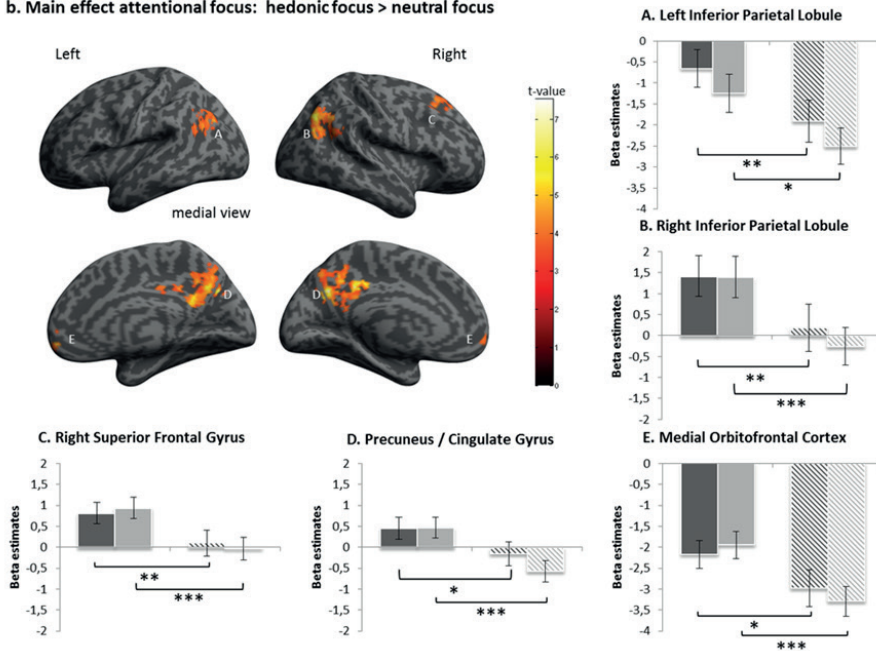 b. Main effect attentional focus: hedonic focus > neutral focus
Left
Right
t-value
7
6
5
4
3
2
1
0
A
B
C
medial view
D
E
D
E
A. Left Inferior Parietal Lobule
Beta estimates
0
-0,5
-1
-1,5
-2
-2,5
-3
-3,5
-4
**
*
B. Right Inferior Parietal Lobule
Beta estimates
2
1,5
1
0,5
0
-0,5
-1
-1,5
-2
**
***
C. Right Superior Frontal Gyrus
Beta estimates
2
1,5
1
0,5
0
-0,5
-1
-1,5
-2
**
***
D. Precuneus / Cingulate Gyrus
Beta estimates
2
1,5
1
0,5
0
-0,5
-1
-1,5
-2
*
***
E. Medial Orbitofrontal Cortex
Beta estimates
0
-0,5
-1
-1,5
-2
-2,5
-3
-3,5
-4
*
***